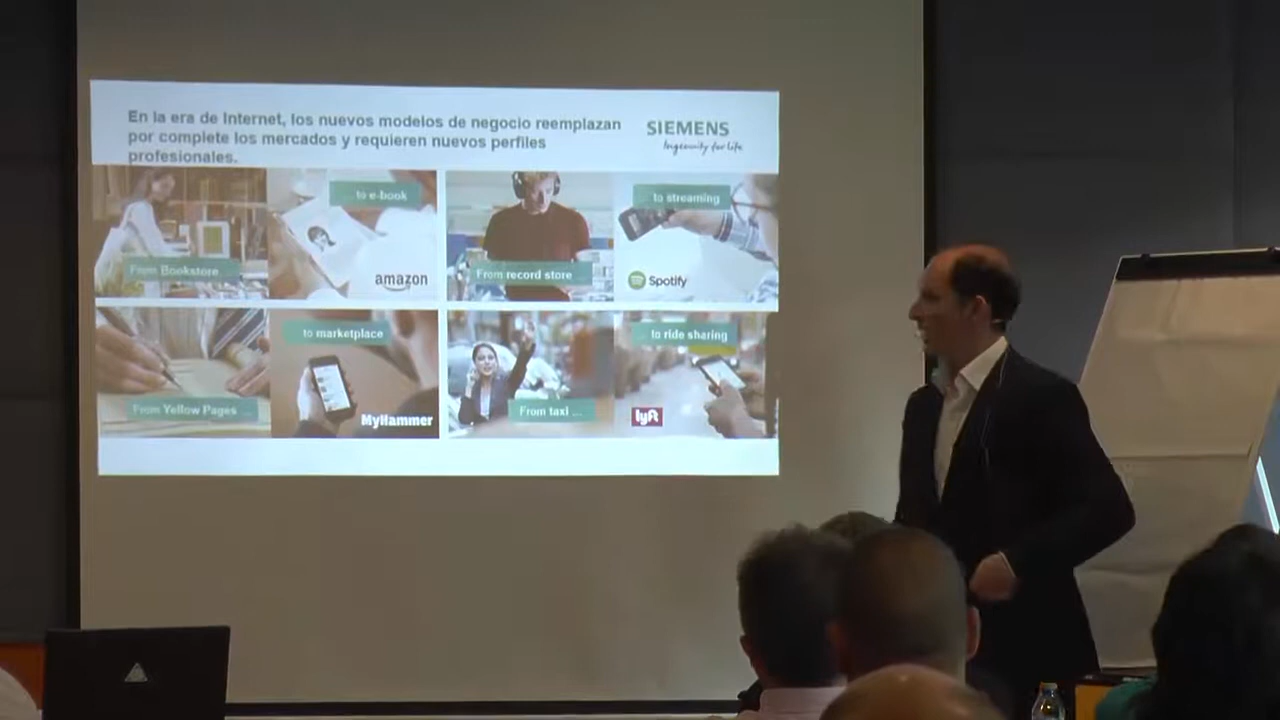 En la era de Internet, los nuevos modelos de negocio reemplazan
por complete los mercados y requieren nuevos perfiles
profesionales.
SIEMENS
Ingenuity for life
to e-book
From Bookstore
amazon
to streaming
From record store
Spotify
to marketplace
From Yellow Pages ...
MyHammer
to ride sharing
From taxi ...
lyft